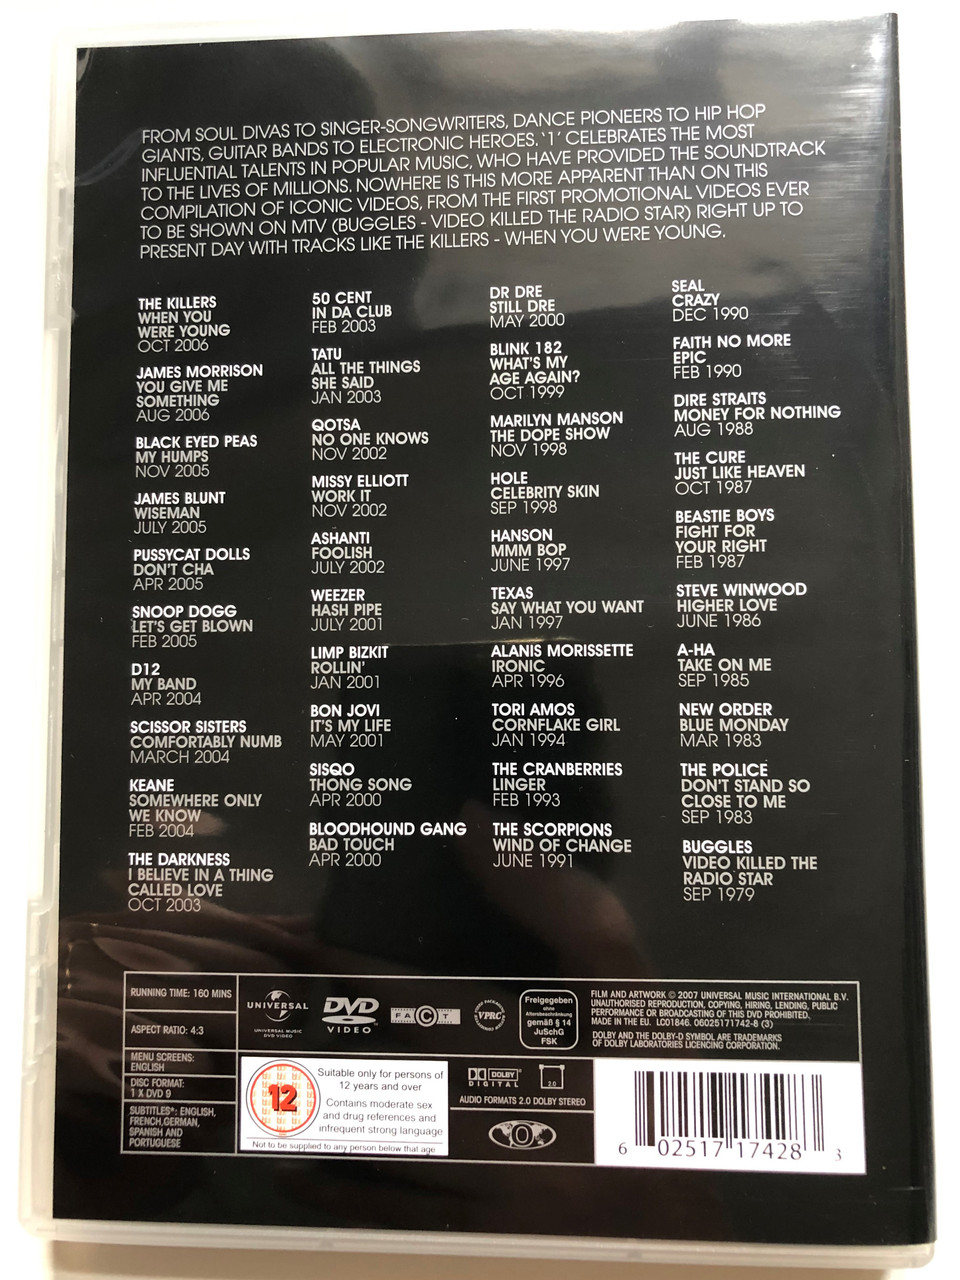 FROM SOUL DIVAS TO SINGER-SONGWRITERS, DANCE PIONEERS TO HIP HOP
GIANTS, GUITAR BANDS TO ELECTRONIC HEROES. '1' CELEBRATES THE MOST
INFLUENTIAL TALENTS IN POPULAR MUSIC, WHO HAVE PROVIDED THE SOUNDTRACK
TO THE LIVES OF MILLIONS. NOWHERE IS THIS MORE APPARENT THAN ON THIS
COMPILATION OF ICONIC VIDEOS, FROM THE FIRST PROMOTIONAL VIDEOS EVER
TO BE SHOWN ON MTV (BUGGLES - VIDEO KILLED THE RADIO STAR) RIGHT UP TO
PRESENT DAY WITH TRACKS LIKE THE KILLERS - WHEN YOU WERE YOUNG.
THE KILLERS
WHEN YOU
WERE YOUNG
OCT 2006
JAMES MORRISON
YOU GIVE ME
SOMETHING
AUG 2006
BLACK EYED PEAS
MY HUMPS
NOV 2005
JAMES BLUNT
WISEMAN
JULY 2005
PUSSYCAT DOLLS
DON'T CHA
APR 2005
SNOOP DOGG
LET'S GET BLOWN
FEB 2005
D12
MY BAND
APR 2004
SCISSOR SISTERS
COMFORTABLY NUMB
MARCH 2004
KEANE
SOMEWHERE ONLY
WE KNOW
FEB 2004
THE DARKNESS
I BELIEVE IN A THING
CALLED LOVE
OCT 2003
50 CENT
IN DA CLUB
FEB 2003
TATU
ALL THE THINGS
SHE SAID
JAN 2003
QOTSA
NO ONE KNOWS
NOV 2002
MISSY ELLIOTT
WORK IT
NOV 2002
ASHANTI
FOOLISH
JULY 2002
WEEZER
HASH PIPE
JULY 2001
LIMP BIZKIT
ROLLIN'
JAN 2001
BON JOVI
IT'S MY LIFE
MAY 2001
SISQO
THONG SONG
APR 2000
BLOODHOUND GANG
BAD TOUCH
APR 2000
DR DRE
STILL DRE
MAY 2000
BLINK 182
WHAT'S MY
AGE AGAIN?
OCT 1999
MARILYN MANSON
THE DOPE SHOW
NOV 1998
HOLE
CELEBRITY SKIN
SEP 1998
HANSON
MMM BOP
JUNE 1997
TEXAS
SAY WHAT YOU WANT
JAN 1997
ALANIS MORISSETTE
IRONIC
APR 1996
TORI AMOS
CORNFLAKE GIRL
JAN 1994
THE CRANBERRIES
LINGER
FEB 1993
THE SCORPIONS
WIND OF CHANGE
JUNE 1991
SEAL
CRAZY
DEC 1990
FAITH NO MORE
EPIC
FEB 1990
DIRE STRAITS
MONEY FOR NOTHING
AUG 1988
THE CURE
JUST LIKE HEAVEN
OCT 1987
BEASTIE BOYS
FIGHT FOR
YOUR RIGHT
FEB 1987
STEVE WINWOOD
HIGHER LOVE
JUNE 1986
A-HA
TAKE ON ME
SEP 1985
NEW ORDER
BLUE MONDAY
MAR 1983
THE POLICE
DON'T STAND SO
CLOSE TO ME
SEP 1983
BUGGLES
VIDEO KILLED THE
RADIO STAR
SEP 1979
RUNNING TIME: 160 MINS
ASPECT RATIO: 4:3
MENU SCREENS:
ENGLISH
DISC FORMAT:
1 X DVD 9
SUBTITLES*: ENGLISH,
FRENCH,GERMAN,
SPANISH AND
PORTUGUESE
UNIVERSAL
UNIVERSAL MUSIC
DVD VIDEO
DVD
VIDEO
FACT
VPRC
Freigegeben
ohne
Altersbeschränkung
gemäß § 14
JuSchG
FSK
FILM AND ARTWORK © 2007 UNIVERSAL MUSIC INTERNATIONAL B.V.
UNAUTHORISED REPRODUCTION, COPYING, HIRING, LENDING, PUBLIC
PERFORMANCE OR BROADCASTING OF THIS DVD PROHIBITED.
MADE IN THE EU. LC01846. 06025171742-8 (3)
DOLBY AND THE DOLBY-D SYMBOL ARE TRADEMARKS
OF DOLBY LABORATORIES LICENCING CORPORATION.
12
Suitable only for persons of
12 years and over
Contains moderate sex
and drug references and
infrequent strong language
Not to be supplied to any person below that age
DOLBY
DIGITAL
2.0
AUDIO FORMATS 2.0 DOLBY STEREO
0
6 02517 17428 3